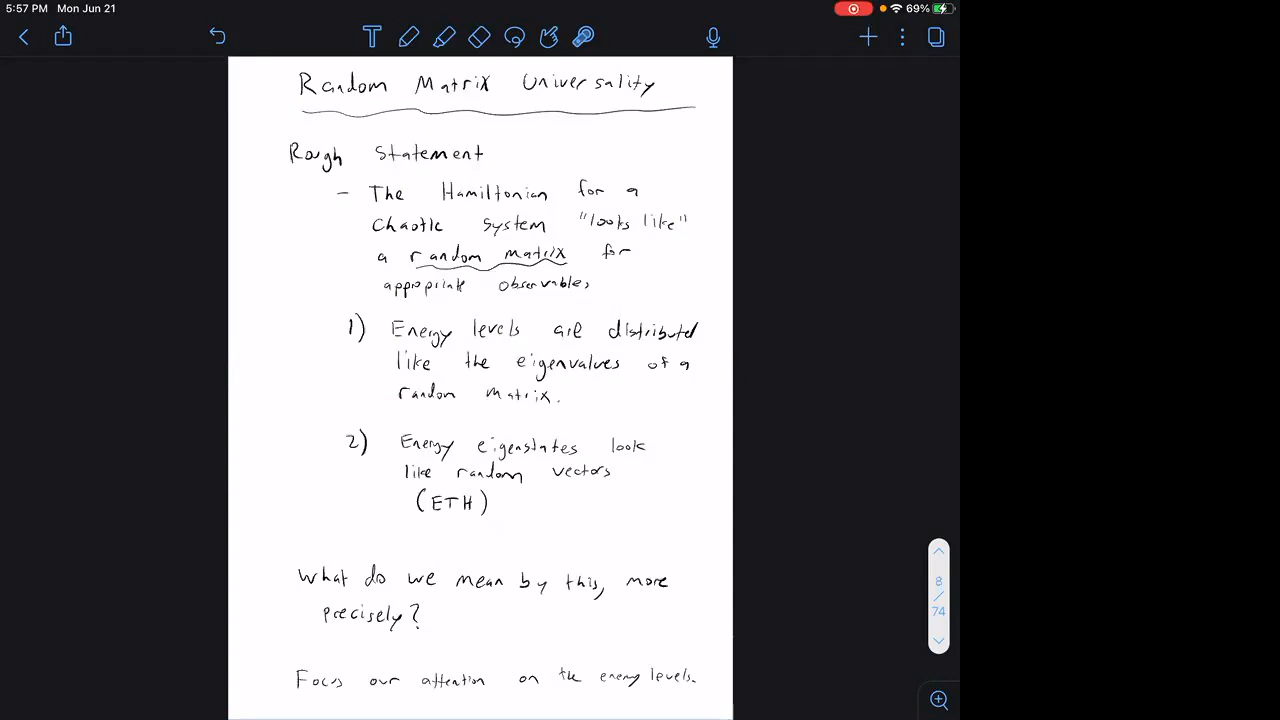 5:57 PM Mon Jun 21
69%
Random Matrix Universality
Rough Statement
- The Hamiltonian for a
chaotic system "looks like"
a random matrix for
appropriate observables
1) Energy levels are distributed
like the eigenvalues of a
random matrix.
2) Energy eigenstates look
like random vectors
(ETH)
What do we mean by this, more
precisely?
Focus our attention on the energy levels.
8
/
74